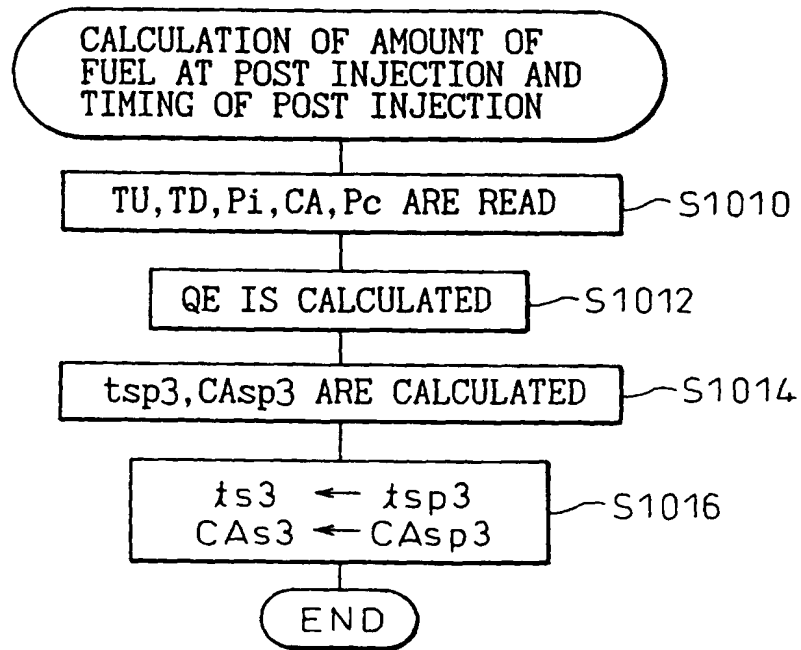 CALCULATION OF AMOUNT OF
FUEL AT POST INJECTION AND
TIMING OF POST INJECTION
TU,TD,Pi,CA,Pc ARE READ
S1010
QE IS CALCULATED
S1012
tsp3,CAsp3 ARE CALCULATED
S1014
ts3 ← tsp3
CAs3 ← CAsp3
S1016
END